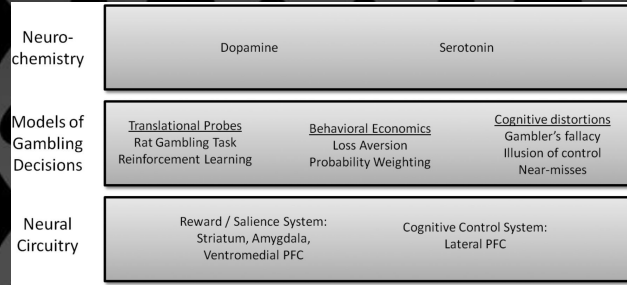 Neuro-
chemistry
Dopamine
Serotonin
Models of
Gambling
Decisions
Translational Probes
Rat Gambling Task
Reinforcement Learning
Behavioral Economics
Loss Aversion
Probability Weighting
Cognitive distortions
Gambler's fallacy
Illusion of control
Near-misses
Neural
Circuitry
Reward / Salience System:
Striatum, Amygdala,
Ventromedial PFC
Cognitive Control System:
Lateral PFC